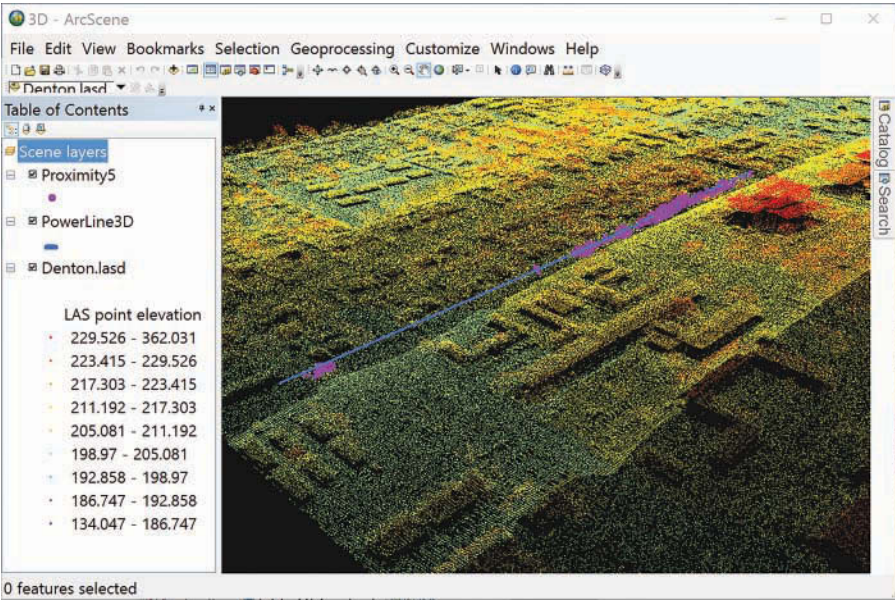 3D - ArcScene
File Edit View Bookmarks Selection Geoprocessing Customize Windows Help
Denton.lasd
Table of Contents
Scene layers
Proximity5
PowerLine3D
Denton.lasd
LAS point elevation
229.526 - 362.031
223.415 - 229.526
217.303 - 223.415
211.192 - 217.303
205.081 - 211.192
198.97 - 205.081
192.858 - 198.97
186.747 - 192.858
134.047 - 186.747
Catalog
Search
0 features selected